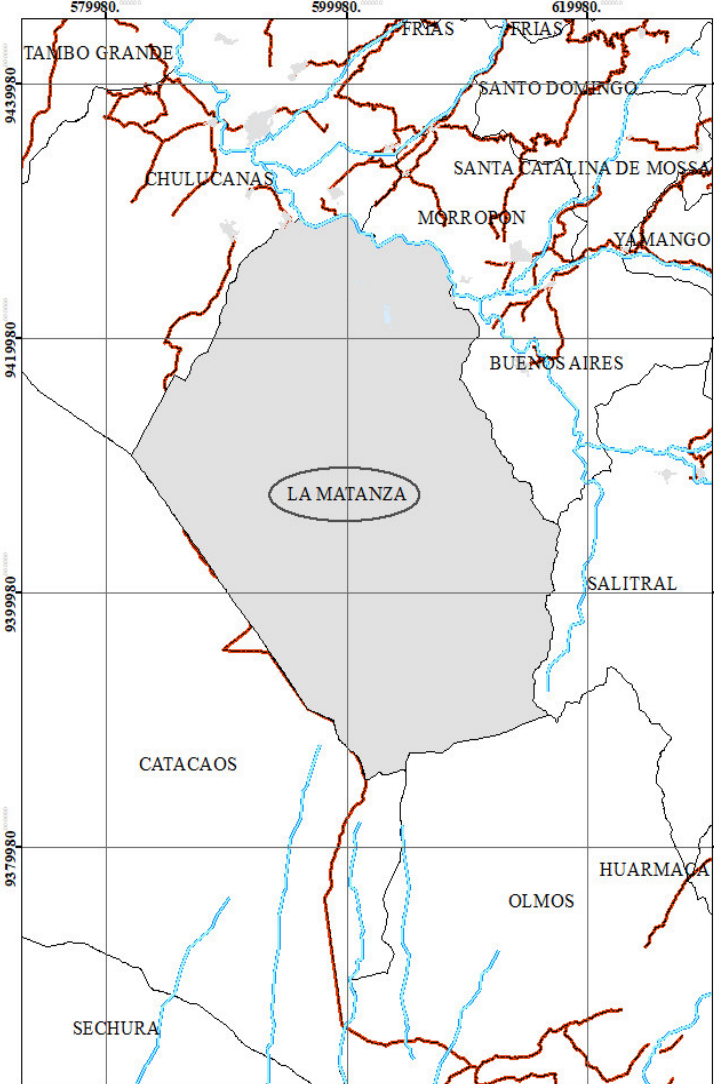 579980. 599980. 619980.
FRIAS FRIAS
TAMBO GRANDE
9439980
SANTO DOMINGO
SANTA CATALINA DE MOSSA
CHULUCANAS
MORROPON
YAMANGO
9419980
BUENOS AIRES
LA MATANZA
SALITRAL
9399980
CATACAOS
9379980
HUARMACA
OLMOS
SECHURA